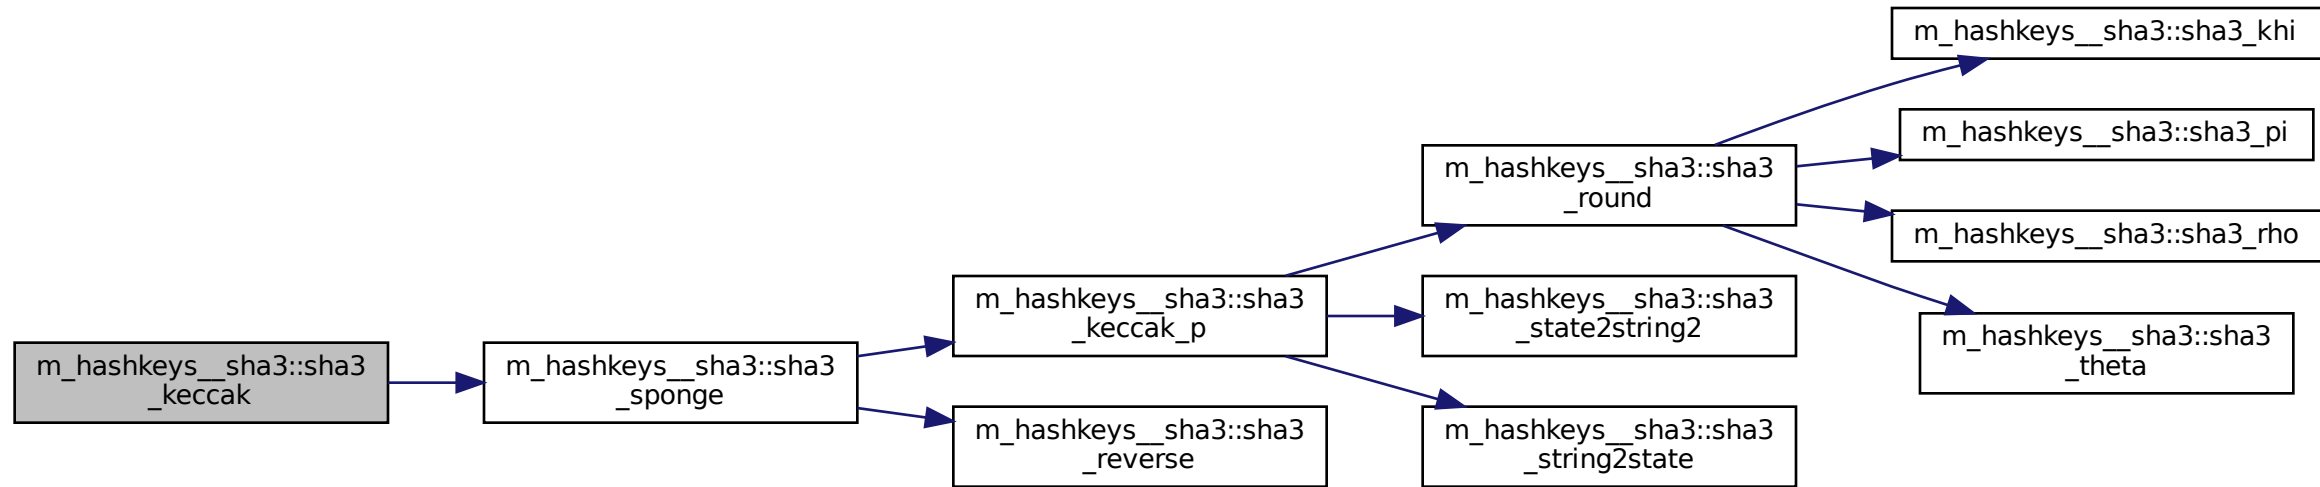 m_hashkeys__sha3::sha3_khi
m_hashkeys__sha3::sha3_pi
m_hashkeys__sha3::sha3
_round
m_hashkeys__sha3::sha3_rho
m_hashkeys__sha3::sha3
_keccak_p
m_hashkeys__sha3::sha3
_state2string2
m_hashkeys__sha3::sha3
_theta
m_hashkeys__sha3::sha3
_keccak
m_hashkeys__sha3::sha3
_sponge
m_hashkeys__sha3::sha3
_reverse
m_hashkeys__sha3::sha3
_string2state